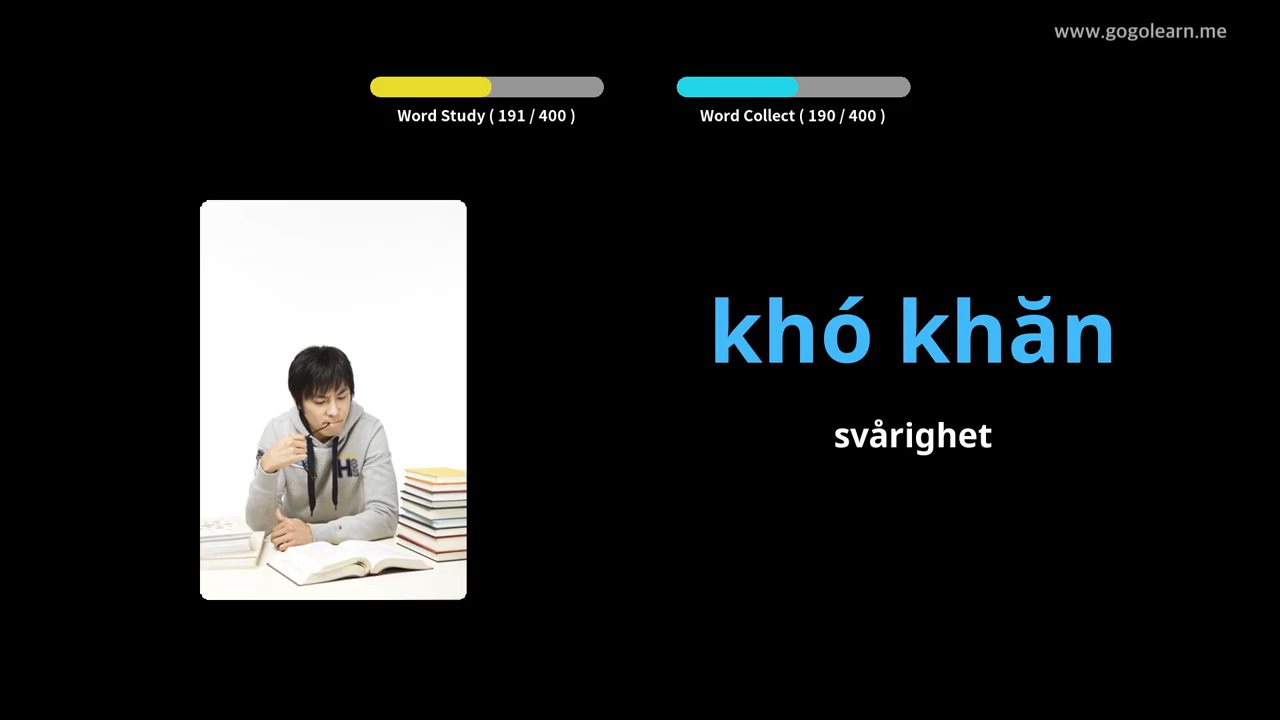 www.gogolearn.me
Word Study ( 191 / 400 )
Word Collect ( 190 / 400 )
khó khăn
svårighet
H